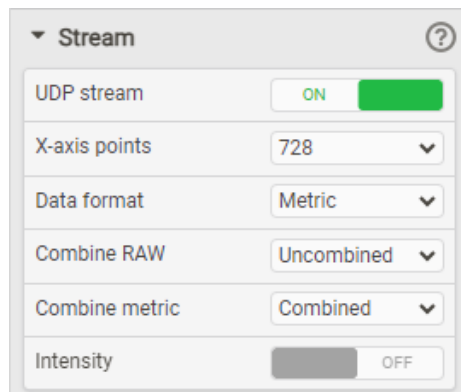 Stream ?
UDP stream ON
X-axis points 728
Data format Metric
Combine RAW Uncombined
Combine metric Combined
Intensity OFF